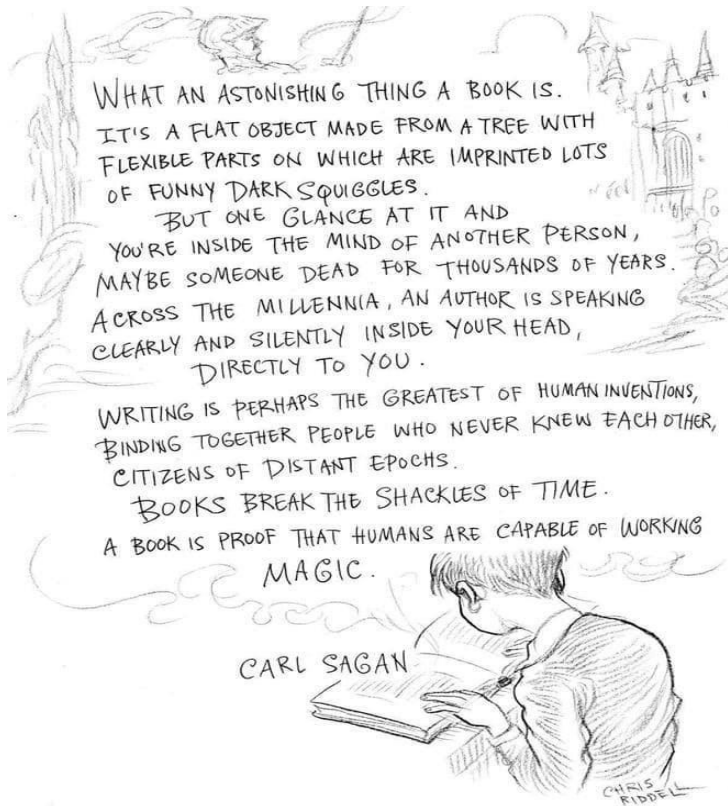 WHAT AN ASTONISHING THING A BOOK IS.
IT'S A FLAT OBJECT MADE FROM A TREE WITH
FLEXIBLE PARTS ON WHICH ARE IMPRINTED LOTS
OF FUNNY DARK SQUIGGLES.
BUT ONE GLANCE AT IT AND
YOU'RE INSIDE THE MIND OF ANOTHER PERSON,
MAYBE SOMEONE DEAD FOR THOUSANDS OF YEARS.
ACROSS THE MILLENNIA, AN AUTHOR IS SPEAKING
CLEARLY AND SILENTLY INSIDE YOUR HEAD,
DIRECTLY TO YOU.
WRITING IS PERHAPS THE GREATEST OF HUMAN INVENTIONS,
BINDING TOGETHER PEOPLE WHO NEVER KNEW EACH OTHER,
CITIZENS OF DISTANT EPOCHS.
BOOKS BREAK THE SHACKLES OF TIME.
A BOOK IS PROOF THAT HUMANS ARE CAPABLE OF WORKING
MAGIC.
CARL SAGAN
CHRIS
RIDDELL